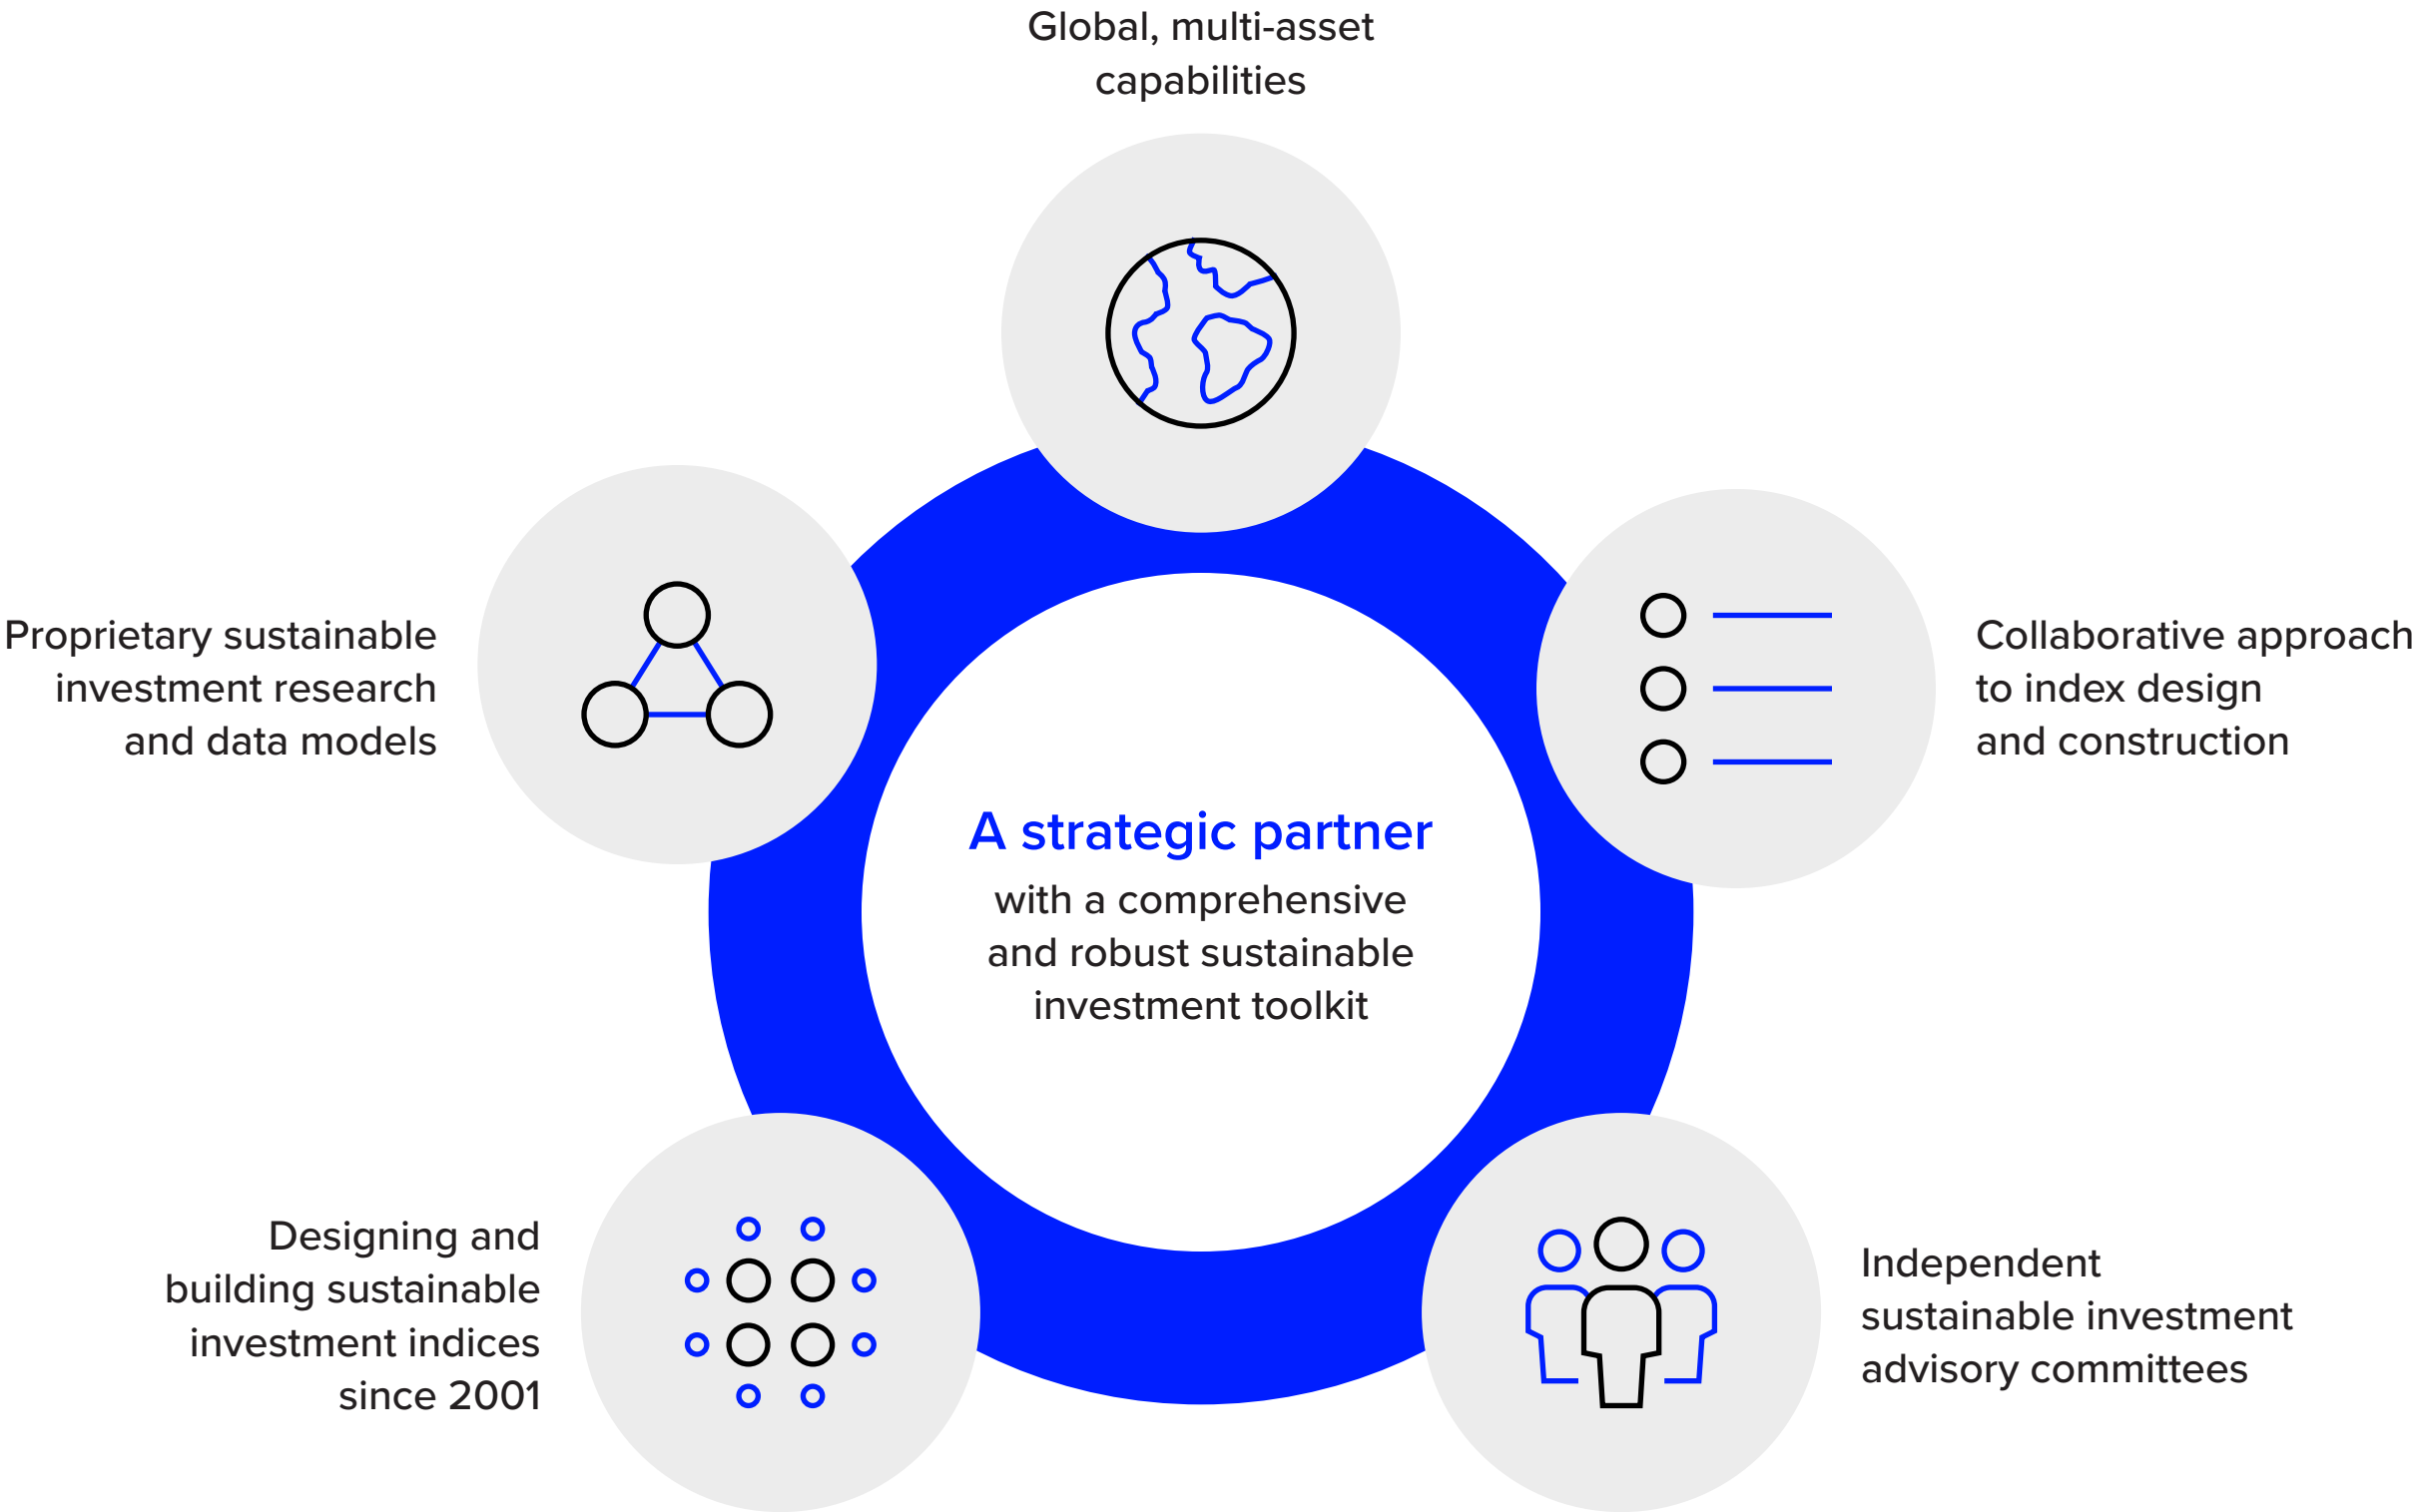 Global, multi-asset
capabilities
Proprietary sustainable
investment research
and data models
Collaborative approach
to index design
and construction
A strategic partner
with a comprehensive
and robust sustainable
investment toolkit
Designing and
building sustainable
investment indices
since 2001
Independent
sustainable investment
advisory committees